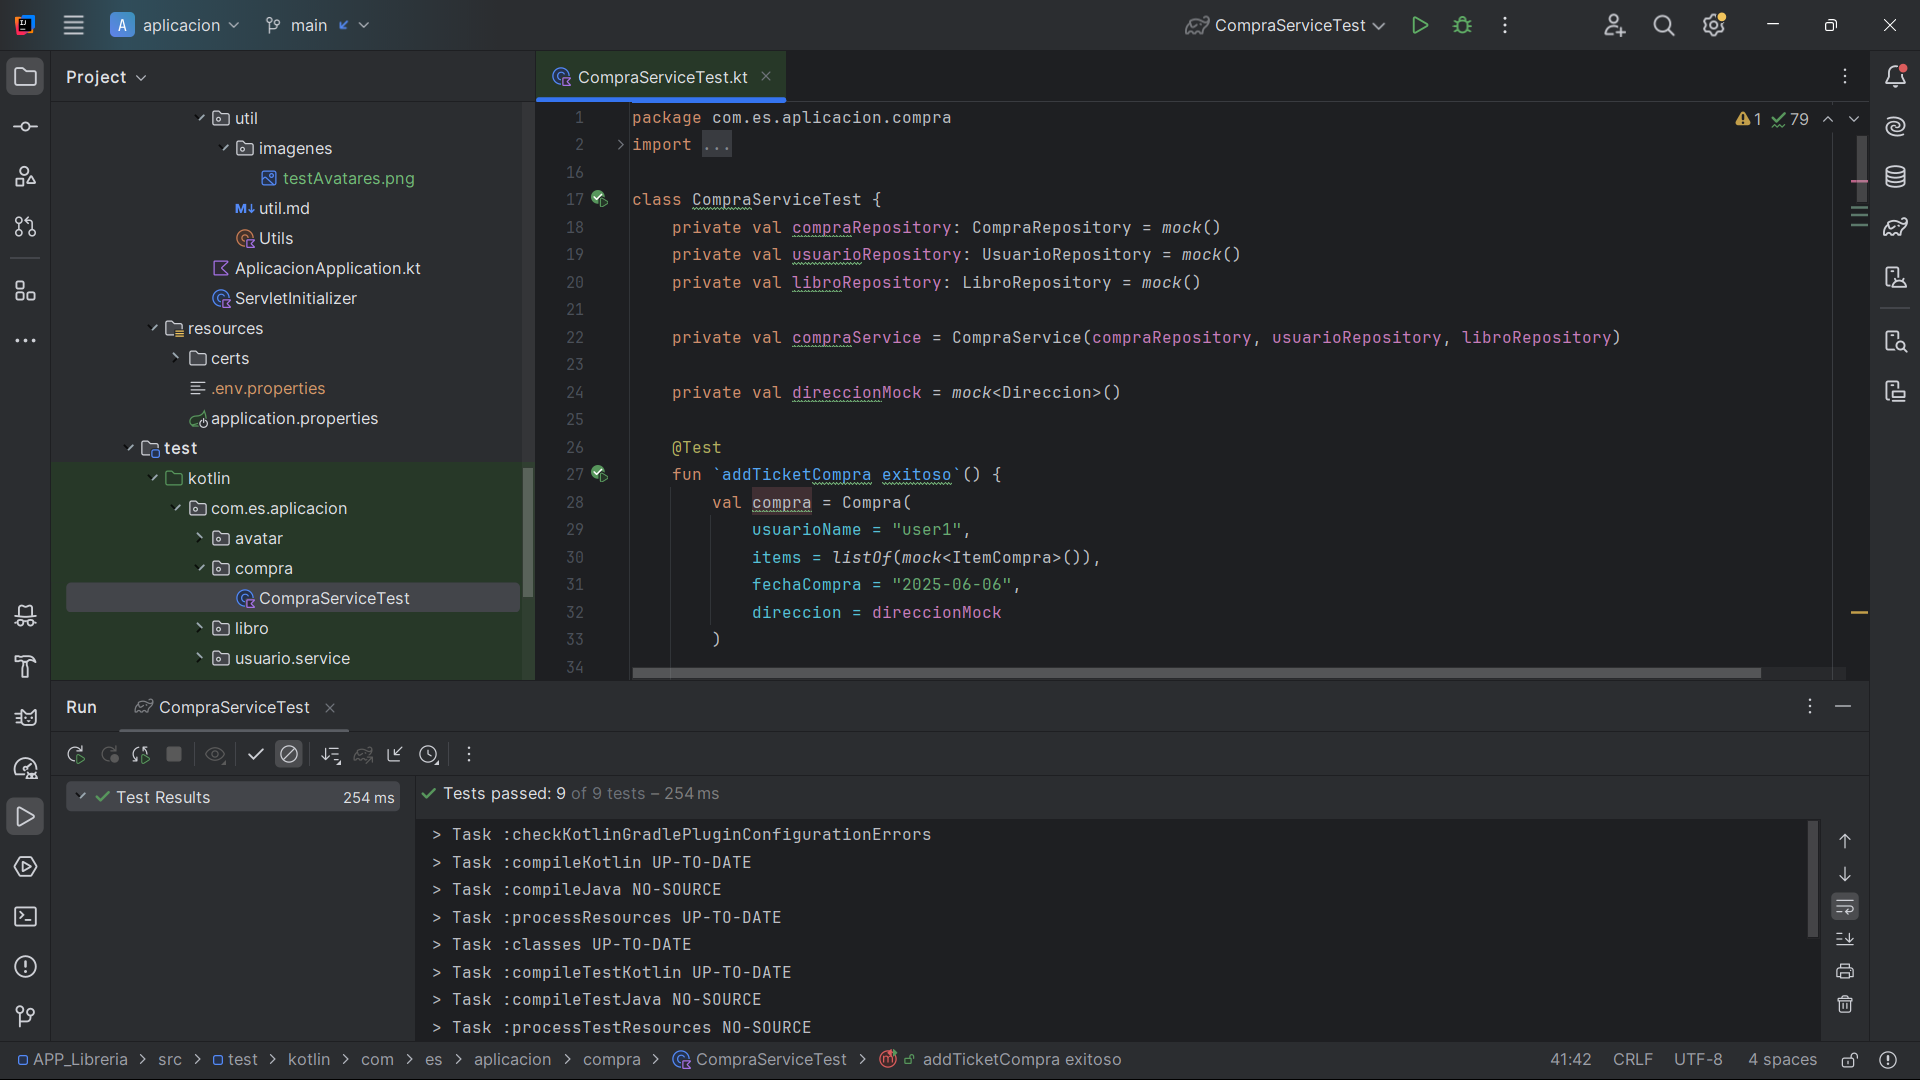 A aplicacion
main
CompraServiceTest
Project
util
imagenes
testAvatares.png
M↓ util.md
Utils
AplicacionApplication.kt
ServletInitializer
resources
certs
.env.properties
application.properties
test
kotlin
com.es.aplicacion
avatar
compra
CompraServiceTest
libro
usuario.service
CompraServiceTest.kt
1 79
1 package com.es.aplicacion.compra
2 import ...
16
17 class CompraServiceTest {
18 private val compraRepository: CompraRepository = mock()
19 private val usuarioRepository: UsuarioRepository = mock()
20 private val libroRepository: LibroRepository = mock()
21
22 private val compraService = CompraService(compraRepository, usuarioRepository, libroRepository)
23
24 private val direccionMock = mock<Direccion>()
25
26 @Test
27 fun `addTicketCompra exitoso`() {
28 val compra = Compra(
29 usuarioName = "user1",
30 items = listOf(mock<ItemCompra>()),
31 fechaCompra = "2025-06-06",
32 direccion = direccionMock
33 )
34
Run CompraServiceTest
Test Results 254 ms
Tests passed: 9 of 9 tests – 254 ms
> Task :checkKotlinGradlePluginConfigurationErrors
> Task :compileKotlin UP-TO-DATE
> Task :compileJava NO-SOURCE
> Task :processResources UP-TO-DATE
> Task :classes UP-TO-DATE
> Task :compileTestKotlin UP-TO-DATE
> Task :compileTestJava NO-SOURCE
> Task :processTestResources NO-SOURCE
APP_Libreria > src > test > kotlin > com > es > aplicacion > compra > CompraServiceTest > addTicketCompra exitoso
41:42 CRLF UTF-8 4 spaces